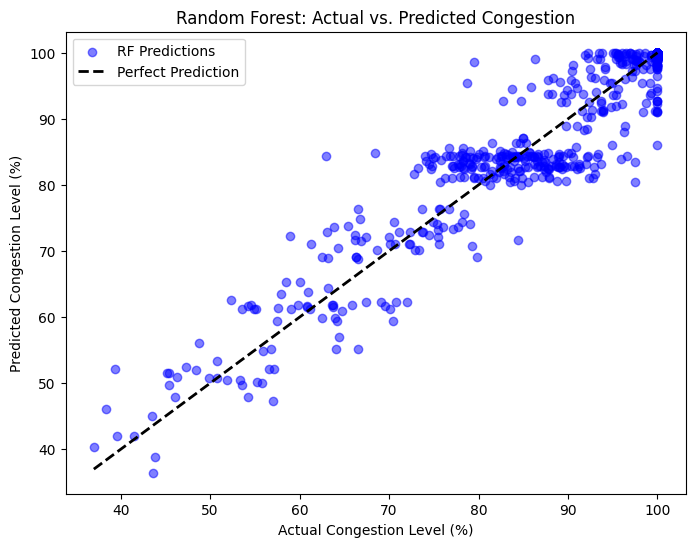 Random Forest: Actual vs. Predicted Congestion
RF Predictions
Perfect Prediction
Predicted Congestion Level (%)
100
90
80
70
60
50
40
40 50 60 70 80 90 100
Actual Congestion Level (%)